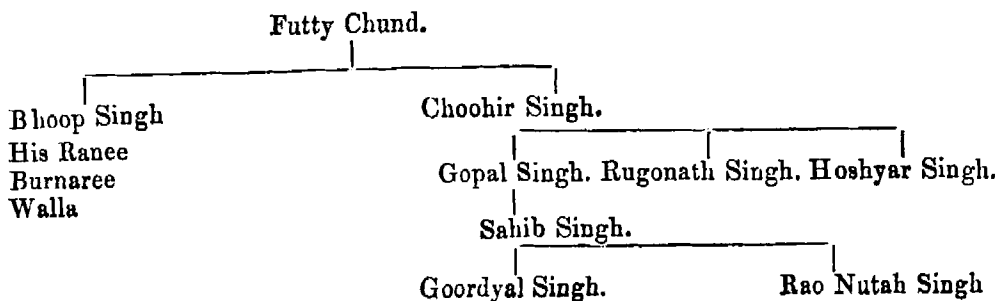 Futty Chund.
Bhoop Singh
His Ranee
Burnaree
Walla
Choohir Singh.
Gopal Singh. Rugonath Singh. Hoshyar Singh.
Sahib Singh.
Goordyal Singh.
Rao Nutah Singh